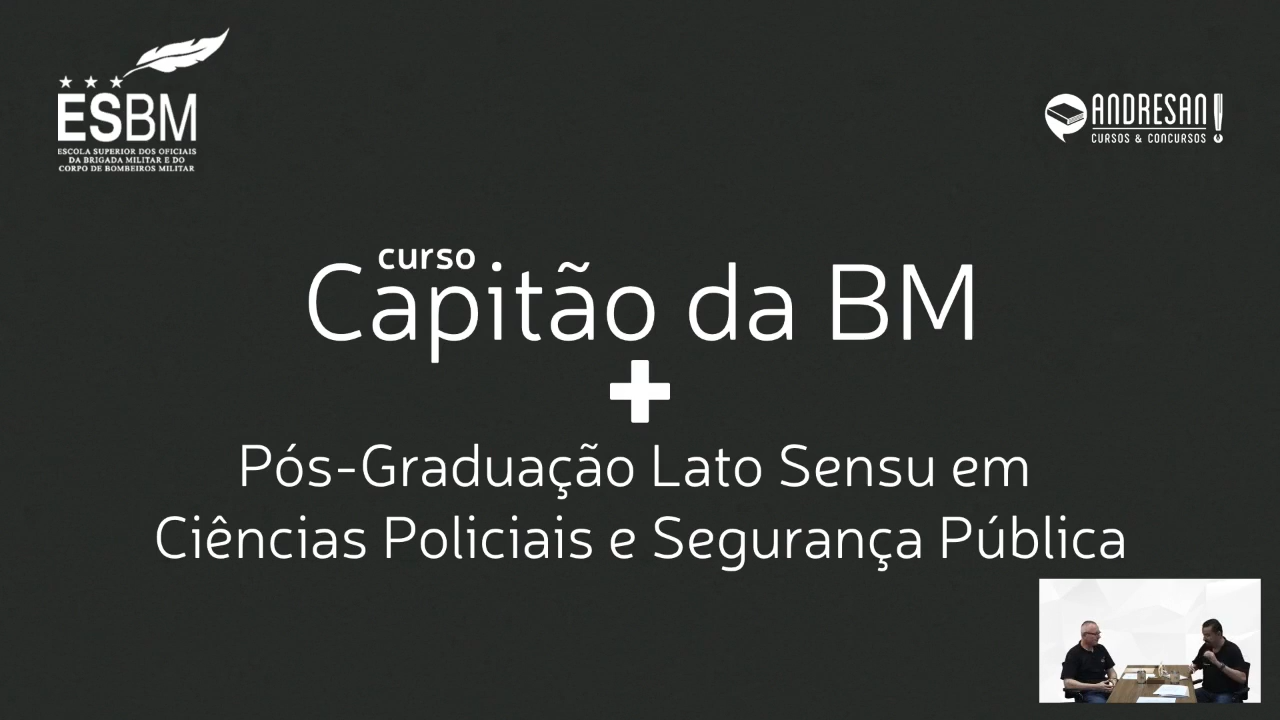 ESBM
ESCOLA SUPERIOR DOS OFICIAIS
DA BRIGADA MILITAR E DO
CORPO DE BOMBEIROS MILITAR
ANDRESAN
CURSOS & CONCURSOS
curso
Capitão da BM
+
Pós-Graduação Lato Sensu em
Ciências Policiais e Segurança Pública